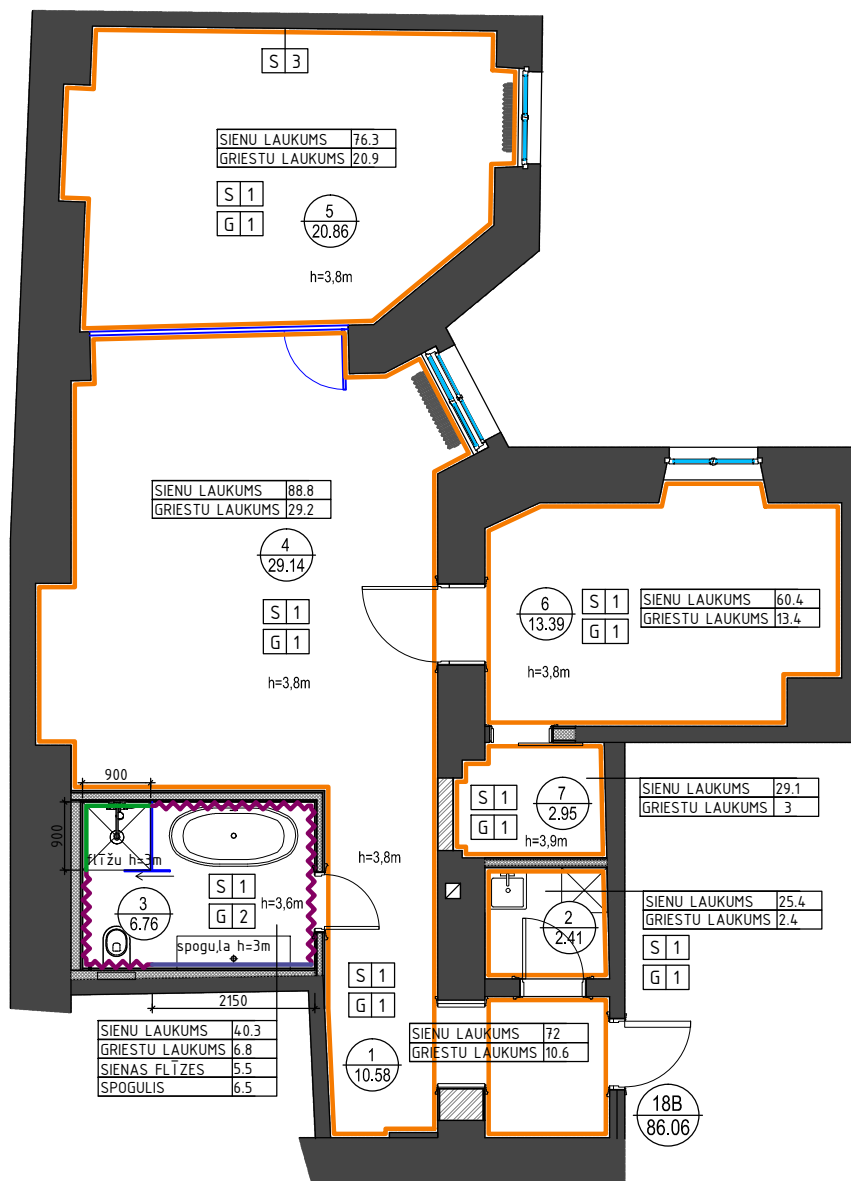 S 3
SIENU LAUKUMS 76.3
GRIESTU LAUKUMS 20.9
S 1
G 1
5
20.86
h=3,8m
SIENU LAUKUMS 88.8
GRIESTU LAUKUMS 29.2
4
29.14
S 1
G 1
h=3,8m
6
13.39
S 1
G 1
SIENU LAUKUMS 60.4
GRIESTU LAUKUMS 13.4
h=3,8m
900
900
flīžu h=3m
S 1
G 2
h=3,6m
3
6.76
spogu,la h=3m
2150
h=3,8m
S 1
G 1
7
2.95
h=3,9m
SIENU LAUKUMS 29.1
GRIESTU LAUKUMS 3
2
2.41
SIENU LAUKUMS 25.4
GRIESTU LAUKUMS 2.4
S 1
G 1
S 1
G 1
SIENU LAUKUMS 40.3
GRIESTU LAUKUMS 6.8
SIENAS FLĪZES 5.5
SPOGULIS 6.5
1
10.58
SIENU LAUKUMS 72
GRIESTU LAUKUMS 10.6
18B
86.06